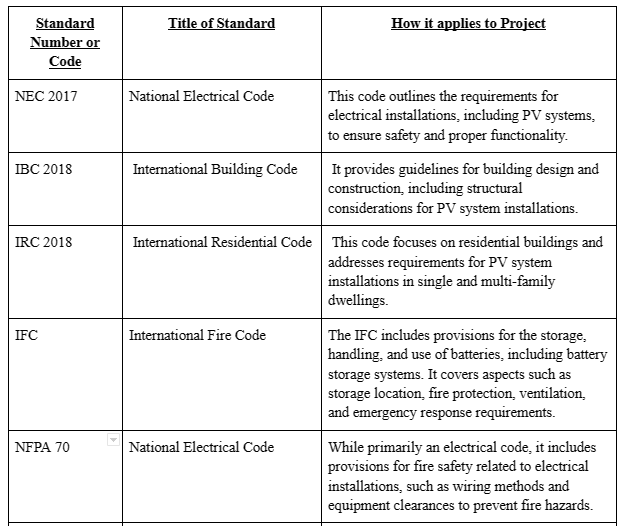 Standard Number or Code
Title of Standard
How it applies to Project
NEC 2017
National Electrical Code
This code outlines the requirements for
electrical installations, including PV systems,
to ensure safety and proper functionality.
IBC 2018
International Building Code
It provides guidelines for building design and
construction, including structural
considerations for PV system installations.
IRC 2018
International Residential Code
This code focuses on residential buildings and
addresses requirements for PV system
installations in single and multi-family
dwellings.
IFC
International Fire Code
The IFC includes provisions for the storage,
handling, and use of batteries, including battery
storage systems. It covers aspects such as
storage location, fire protection, ventilation,
and emergency response requirements.
NFPA 70
National Electrical Code
While primarily an electrical code, it includes
provisions for fire safety related to electrical
installations, such as wiring methods and
equipment clearances to prevent fire hazards.